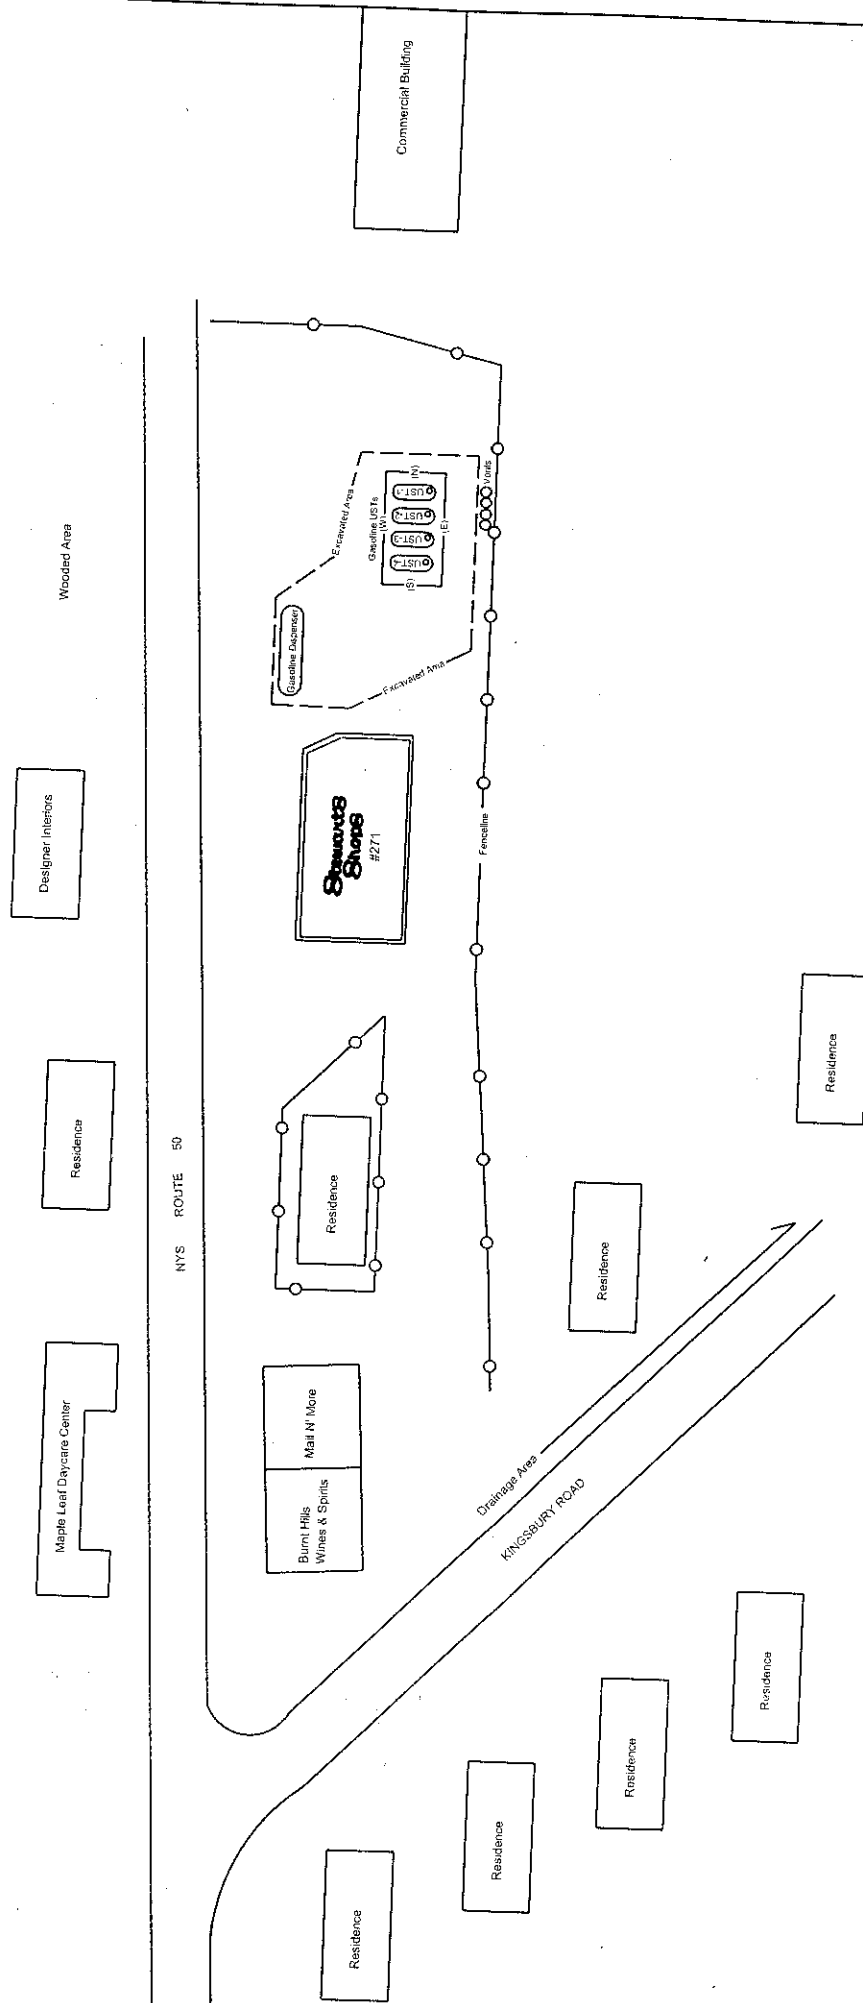 Commercial Building
Wooded Area
Excavated Area
Gasoline USTs
(N)
(W)
(E)
(S)
UST-1
UST-2
UST-3
UST-4
Vents
Gasoline Dispenser
Excavated Area
Designer Interiors
Stewart's
Shops
#271
Fenceline
Residence
NYS ROUTE 50
Residence
Residence
Residence
Maple Leaf Daycare Center
Mail N' More
Burnt Hills
Wines & Spirits
Drainage Area
KINGSBURY ROAD
Residence
Residence
Residence
Residence